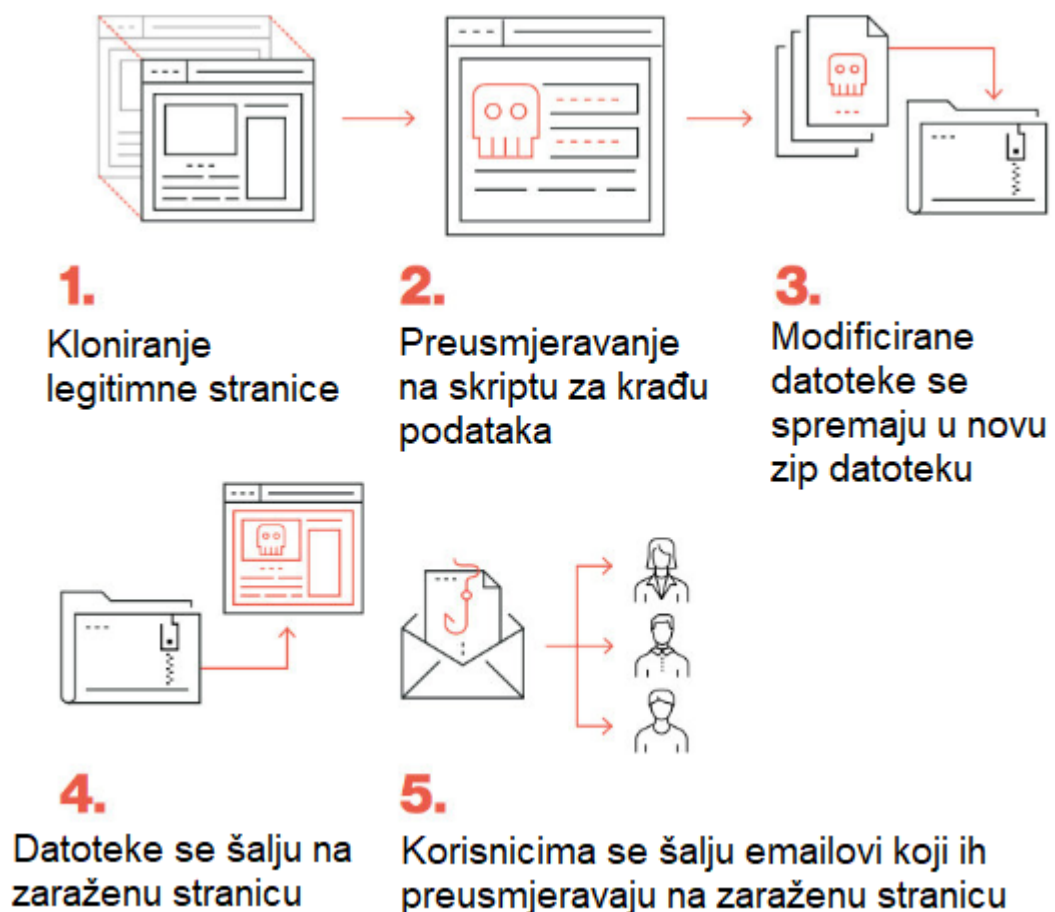 1.
Kloniranje
legitimne stranice
2.
Preusmjeravanje
na skriptu za krađu
podataka
3.
Modificirane
datoteke se
spremaju u novu
zip datoteku
4.
Datoteke se šalju na
zaraženu stranicu
5.
Korisnicima se šalju emailovi koji ih
preusmjeravaju na zaraženu stranicu